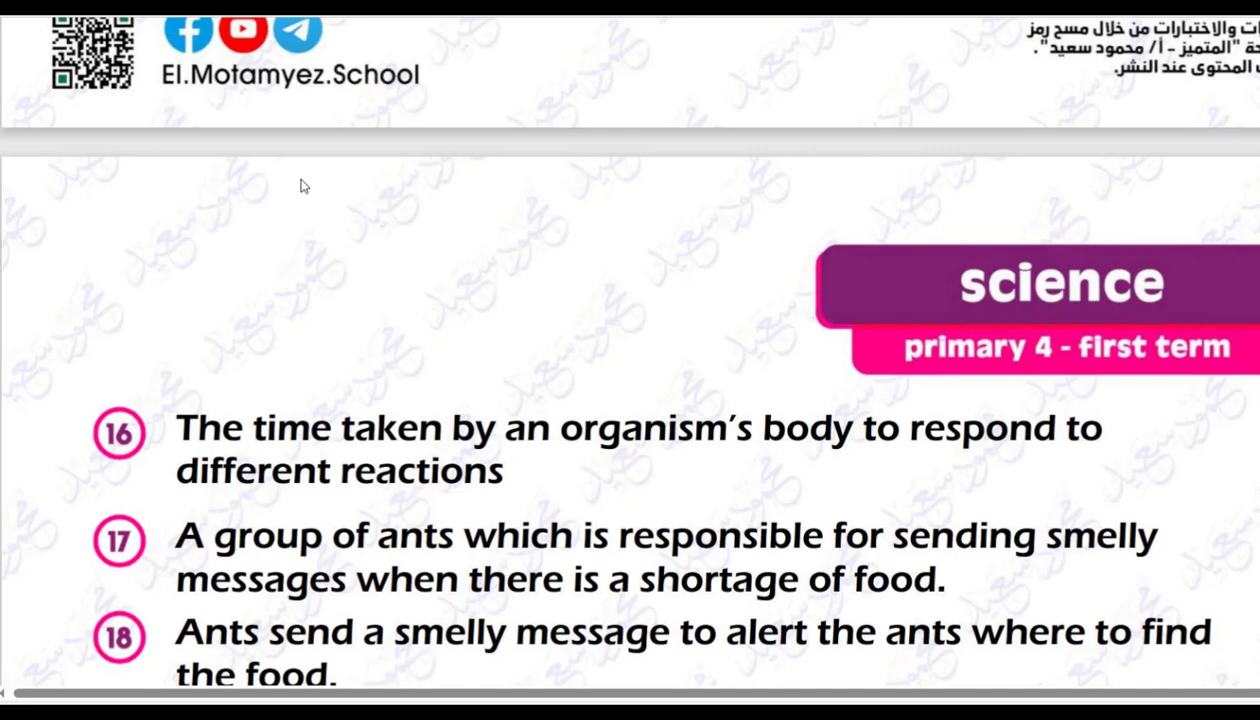 ات والاختبارات من خلال مسح رمز
حة "المتميز - أ/ محمود سعيد".
المحتوى عند النشر.
El.Motamyez.School
science
primary 4 - first term
16 The time taken by an organism's body to respond to
different reactions
17 A group of ants which is responsible for sending smelly
messages when there is a shortage of food.
18 Ants send a smelly message to alert the ants where to find
the food.